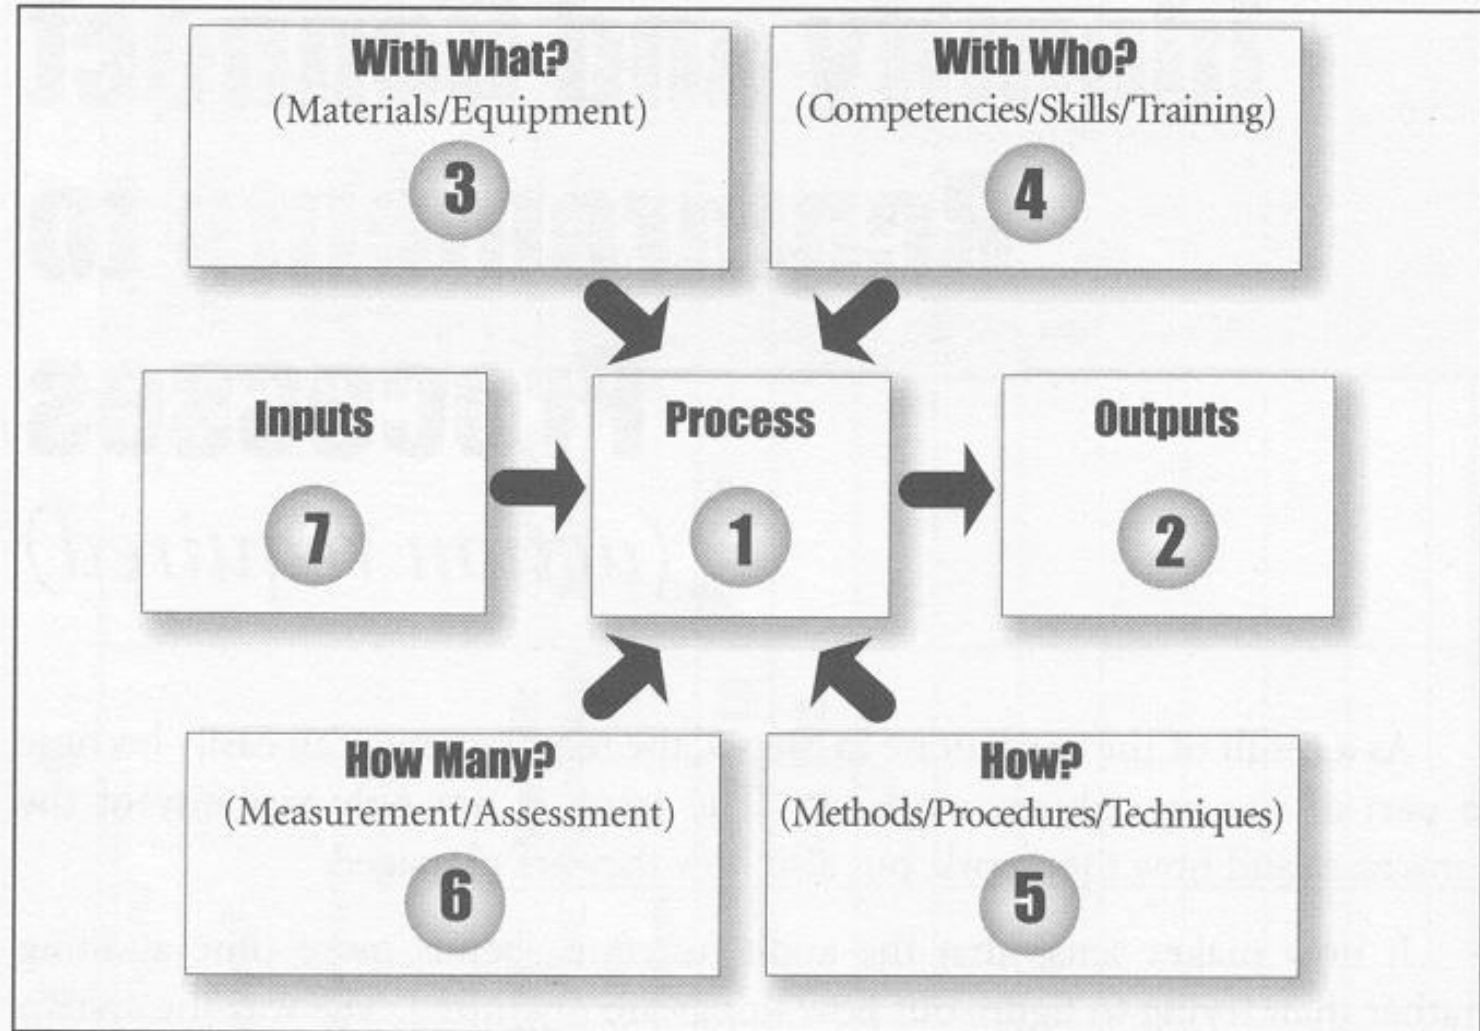 With What?
(Materials/Equipment)
3
With Who?
(Competencies/Skills/Training)
4
Inputs
7
Process
1
Outputs
2
How Many?
(Measurement/Assessment)
6
How?
(Methods/Procedures/Techniques)
5